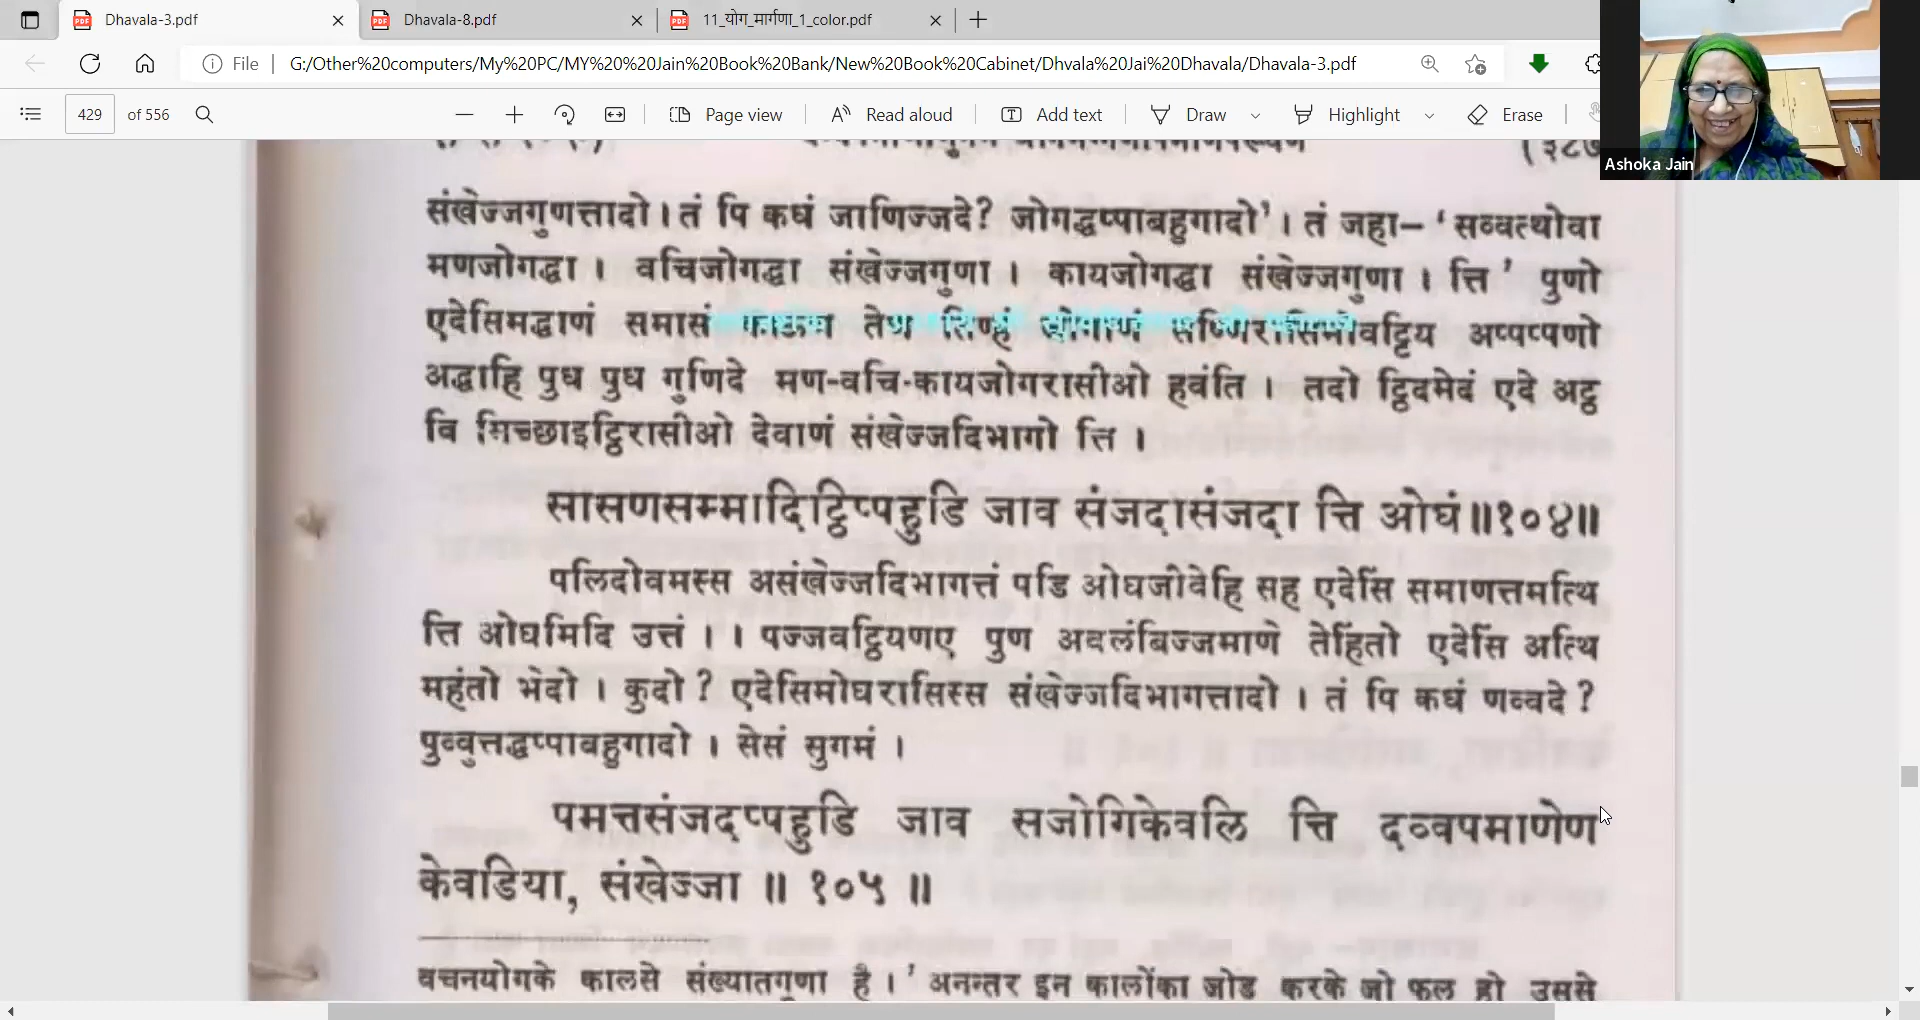 Dhavala-3.pdf
Dhavala-8.pdf
11_योग_मार्गणा_1_color.pdf
File
G:/Other%20computers/My%20PC/MY%20%20Jain%20Book%20Bank/New%20Book%20Cabinet/Dhvala%20Jai%20Dhavala/Dhavala-3.pdf
429 of 556
Page view
Read aloud
Add text
Draw
Highlight
Erase
Ashoka Jain
(३८७
संखेज्जगुणत्तादो। तं पि कधं जाणिज्जदे? जोगद्धप्पाबहुगादो’। तं जहा– ‘सव्वत्थोवा
मणजोगद्धा । वचिजोगद्धा संखेज्जगुणा । कायजोगद्धा संखेज्जगुणा । त्ति ’ पुणो
एदेसिमद्धाणं समासं काऊण तेण तिण्हं जोगाणं सण्णिरासिमोवट्टिय अप्पप्पणो
अद्धाहि पुध पुध गुणिदे मण-वचि-कायजोगरासीओ हवंति । तदो ट्ठिदमेदं एदे अट्ठ
वि मिच्छाइट्ठिरासीओ देवाणं संखेज्जदिभागो त्ति ।
सासणसम्मादिट्ठिप्पहुडि जाव संजदासंजदा त्ति ओघं॥१०४॥
पलिदोवमस्स असंखेज्जदिभागत्तं पडि ओघजीवेहि सह एदेसिं समाणत्तमत्थि
त्ति ओघमिदि उत्तं । । पज्जवट्ठियणए पुण अवलंबिज्जमाणे तेहिंतो एदेसिं अत्थि
महंतो भेदो । कुदो ? एदेसिमोघरासिस्स संखेज्जदिभागत्तादो । तं पि कधं णव्वदे ?
पुव्वुत्तद्धप्पाबहुगादो । सेसं सुगमं ।
पमत्तसंजदप्पहुडि जाव सजोगिकेवलि त्ति दव्वपमाणेण
केवडिया, संखेज्जा ॥ १०५ ॥
वचनयोगके कालसे संख्यातगुणा है । ’ अनन्तर इन कालोंका जोड करके जो फल हो उससे